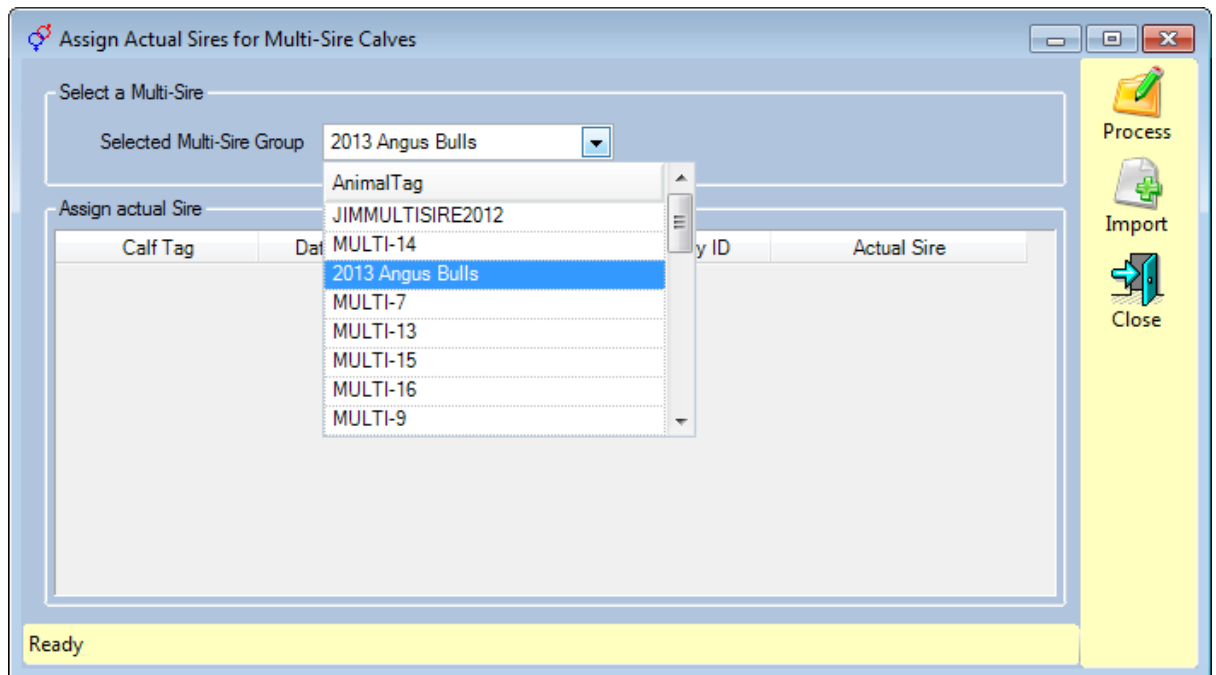 Assign Actual Sires for Multi-Sire Calves
Select a Multi-Sire
Selected Multi-Sire Group 2013 Angus Bulls
AnimalTag
JIMMULTISIRE2012
MULTI-14
2013 Angus Bulls
MULTI-7
MULTI-13
MULTI-15
MULTI-16
MULTI-9
Assign actual Sire
Calf Tag Dat y ID Actual Sire
Process
Import
Close
Ready